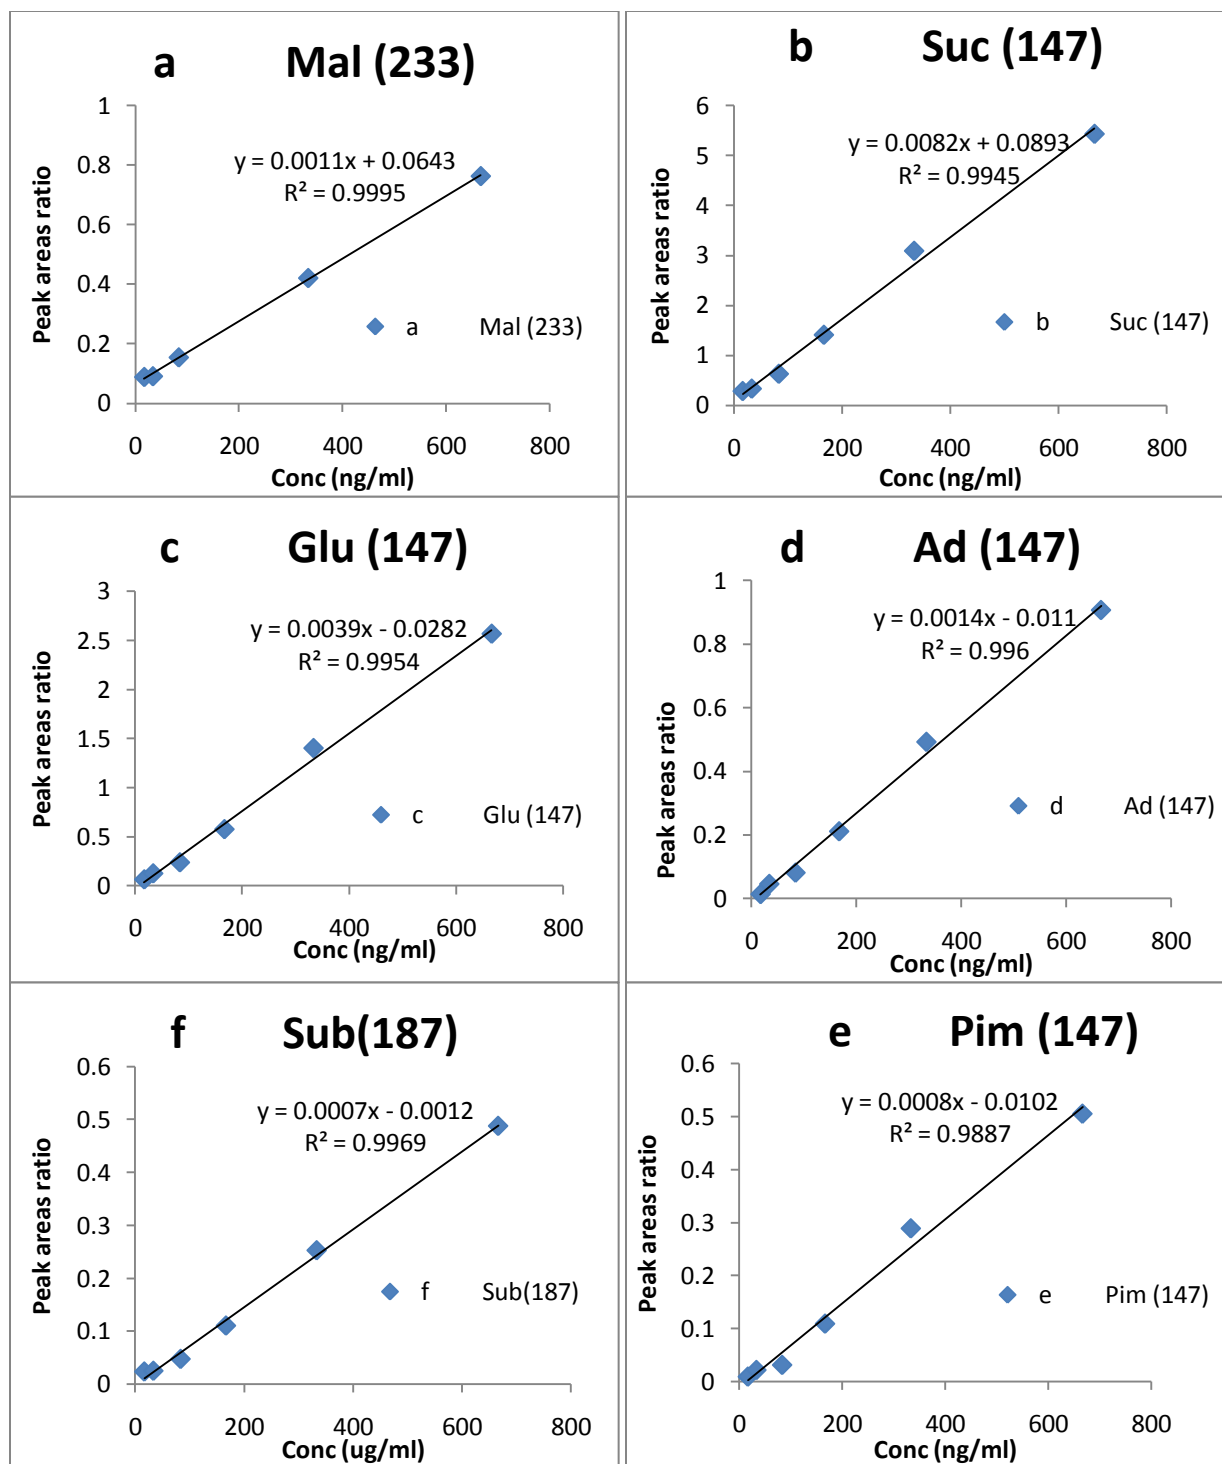 a Mal (233)
1
0.8
0.6
0.4
0.2
0
y = 0.0011x + 0.0643
R² = 0.9995
a Mal (233)
Peak areas ratio
0 200 400 600 800
Conc (ng/ml)
b Suc (147)
6
5
4
3
2
1
0
y = 0.0082x + 0.0893
R² = 0.9945
b Suc (147)
Peak areas ratio
0 200 400 600 800
Conc (ng/ml)
c Glu (147)
3
2.5
2
1.5
1
0.5
0
y = 0.0039x - 0.0282
R² = 0.9954
c Glu (147)
Peak areas ratio
0 200 400 600 800
Conc (ng/ml)
d Ad (147)
1
0.8
0.6
0.4
0.2
0
y = 0.0014x - 0.011
R² = 0.996
d Ad (147)
Peak areas ratio
0 200 400 600 800
Conc (ng/ml)
f Sub(187)
0.6
0.5
0.4
0.3
0.2
0.1
0
y = 0.0007x - 0.0012
R² = 0.9969
f Sub(187)
Peak areas ratio
0 200 400 600 800
Conc (ug/ml)
e Pim (147)
0.6
0.5
0.4
0.3
0.2
0.1
0
y = 0.0008x - 0.0102
R² = 0.9887
e Pim (147)
Peak areas ratio
0 200 400 600 800
Conc (ng/ml)